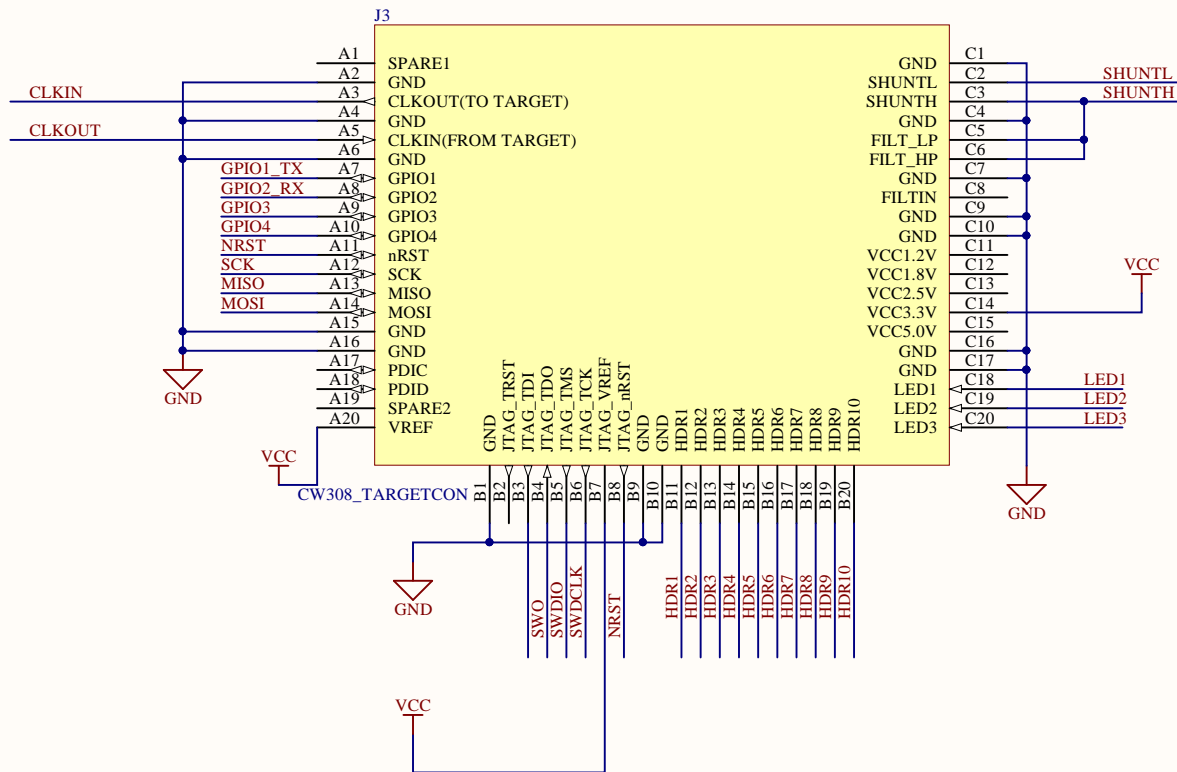 J3
A1 SPARE1
A2 GND
CLKIN A3 CLKOUT(TO TARGET)
A4 GND
CLKOUT A5 CLKIN(FROM TARGET)
A6 GND
GPIO1_TX A7 GPIO1
GPIO2_RX A8 GPIO2
GPIO3 A9 GPIO3
GPIO4 A10 GPIO4
NRST A11 nRST
SCK A12 SCK
MISO A13 MISO
MOSI A14 MOSI
A15 GND
A16 GND
A17 PDIC
A18 PDID
A19 SPARE2
A20 VREF
GND
VCC
CW308_TARGETCON
GND C1
SHUNTL C2 SHUNTL
SHUNTH C3 SHUNTH
GND C4
FILT_LP C5
FILT_HP C6
GND C7
FILTIN C8
GND C9
GND C10
VCC1.2V C11
VCC1.8V C12
VCC2.5V C13
VCC3.3V C14
VCC5.0V C15
GND C16
GND C17
LED1 C18 LED1
LED2 C19 LED2
LED3 C20 LED3
VCC
GND
GND B1
JTAG_TRST B2
JTAG_TDI B3
JTAG_TDO B4
JTAG_TMS B5
JTAG_TCK B6
JTAG_VREF B7
JTAG_nRST B8
GND B9
GND B10
HDR1 B11
HDR2 B12
HDR3 B13
HDR4 B14
HDR5 B15
HDR6 B16
HDR7 B17
HDR8 B18
HDR9 B19
HDR10 B20
GND
SWO
SWDIO
SWDCLK
NRST
HDR1
HDR2
HDR3
HDR4
HDR5
HDR6
HDR7
HDR8
HDR9
HDR10
VCC